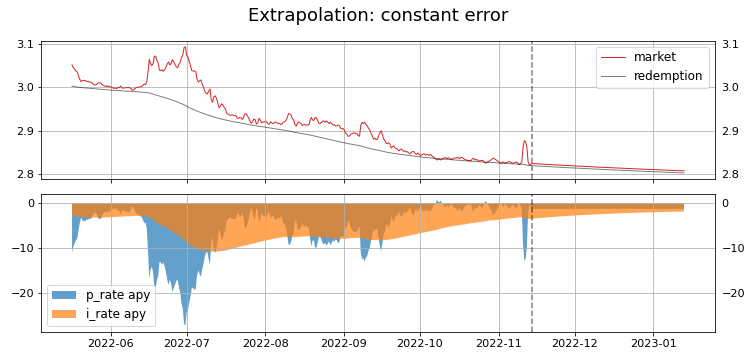 Extrapolation: constant error
3.1
3.0
2.9
2.8
market
redemption
3.1
3.0
2.9
2.8
0
−10
−20
p_rate apy
i_rate apy
0
−10
−20
2022-06 2022-07 2022-08 2022-09 2022-10 2022-11 2022-12 2023-01